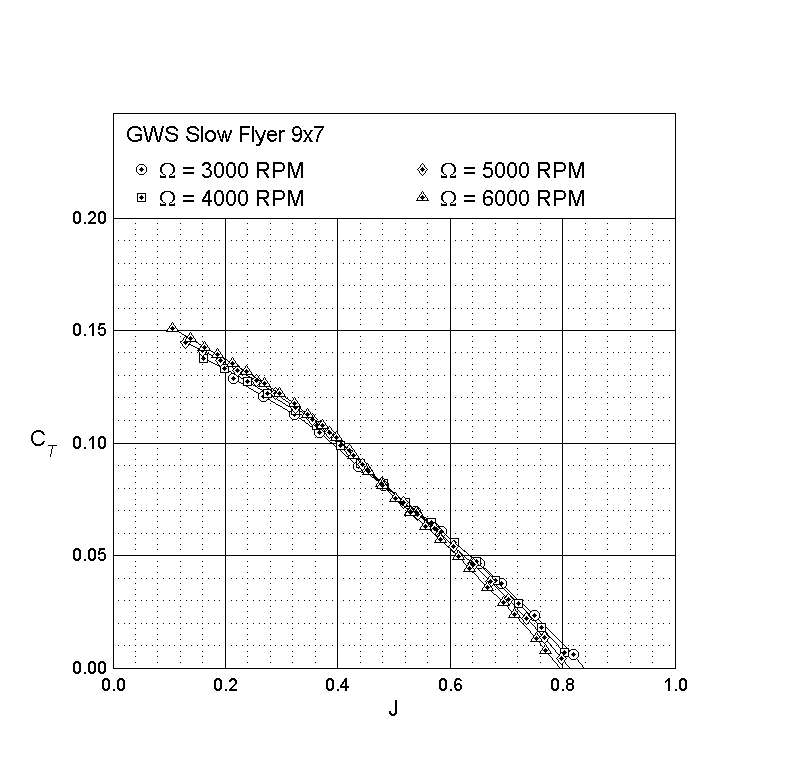 GWS Slow Flyer 9x7
Ω = 3000 RPM
Ω = 5000 RPM
Ω = 4000 RPM
Ω = 6000 RPM
0.20
0.15
C_T
0.10
0.05
0.00
0.0 0.2 0.4 0.6 0.8 1.0
J